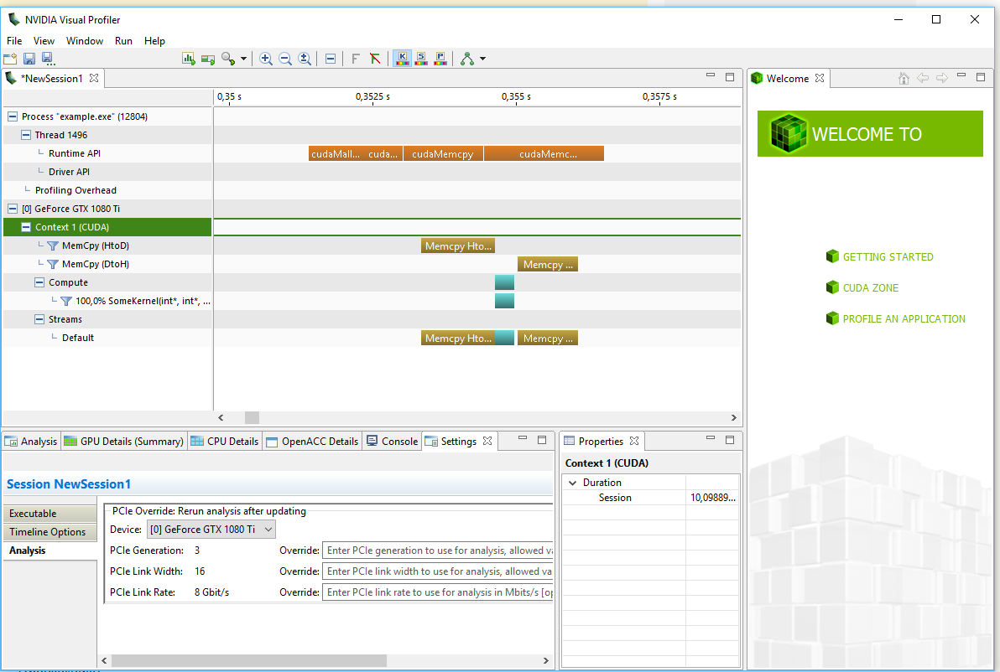 NVIDIA Visual Profiler
File View Window Run Help
*NewSession1
0,35 s 0,3525 s 0,355 s 0,3575 s
Process "example.exe" (12804)
Thread 1496
Runtime API cudaMall... cuda... cudaMemcpy cudaMemc...
Driver API
Profiling Overhead
[0] GeForce GTX 1080 Ti
Context 1 (CUDA)
MemCpy (HtoD) Memcpy Hto...
MemCpy (DtoH) Memcpy ...
Compute
100,0% SomeKernel(int*, int*, ...
Streams
Default Memcpy Hto... Memcpy ...
Welcome
WELCOME TO
GETTING STARTED
CUDA ZONE
PROFILE AN APPLICATION
Analysis GPU Details (Summary) CPU Details OpenACC Details Console Settings
Session NewSession1
Executable
Timeline Options
Analysis
PCIe Override: Rerun analysis after updating
Device: [0] GeForce GTX 1080 Ti
PCIe Generation: 3 Override: Enter PCIe generation to use for analysis, allowed va
PCIe Link Width: 16 Override: Enter PCIe link width to use for analysis, allowed va
PCIe Link Rate: 8 Gbit/s Override: Enter PCIe link rate to use for analysis in Mbits/s [op
Properties
Context 1 (CUDA)
Duration
Session 10,09889...